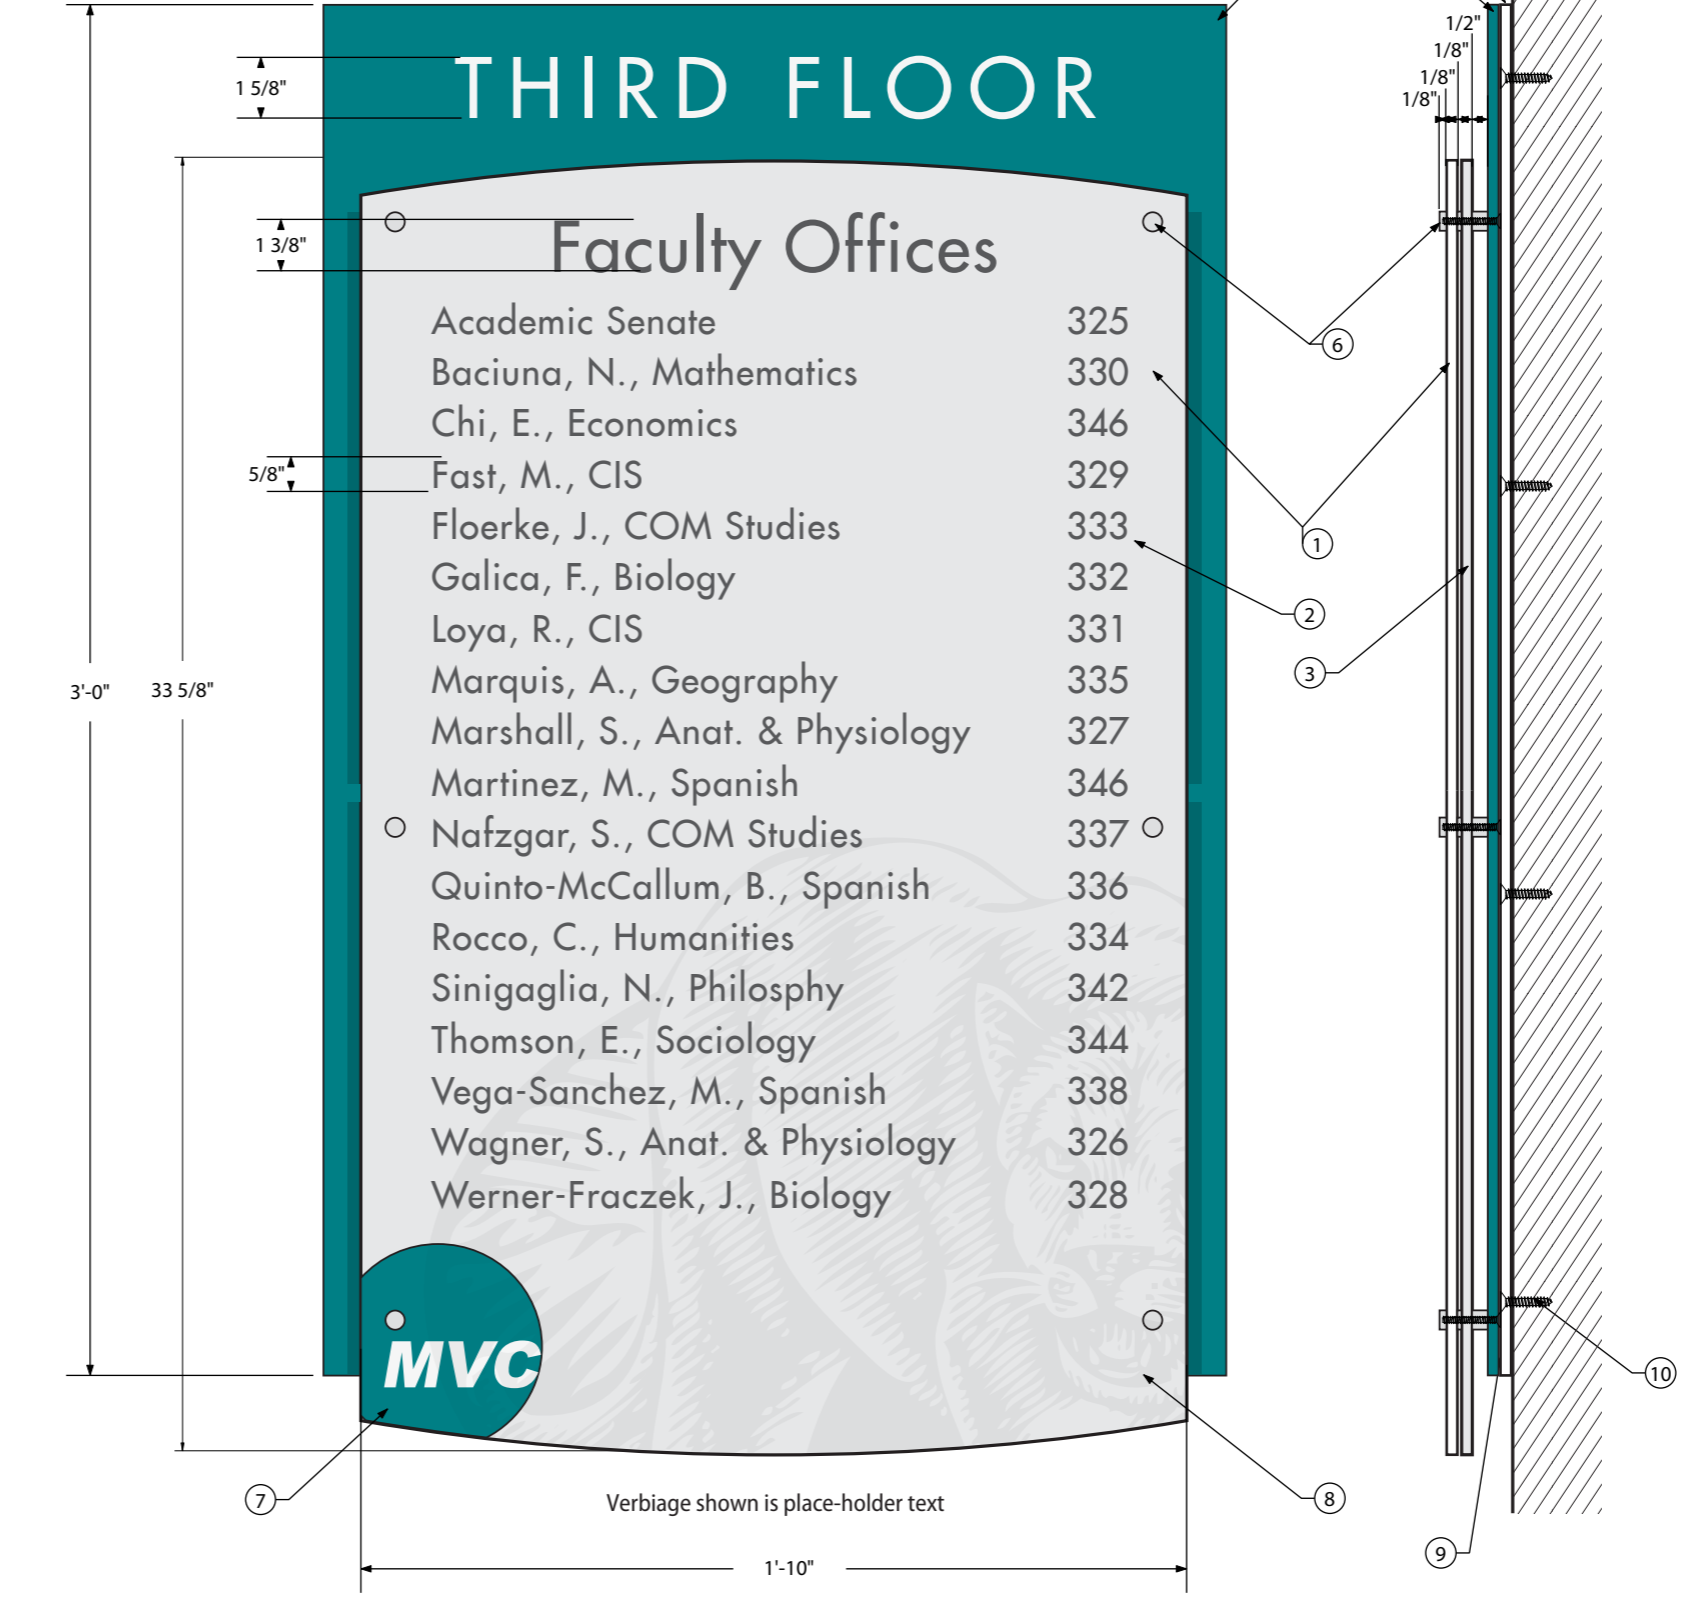 1/2"
1/8"
1/8"
1/8"
THIRD FLOOR
1 5/8"
Faculty Offices
1 3/8"
Academic Senate 325
6
Baciuna, N., Mathematics 330
Chi, E., Economics 346
5/8"
Fast, M., CIS 329
Floerke, J., COM Studies 333
1
Galica, F., Biology 332
2
Loya, R., CIS 331
3
Marquis, A., Geography 335
3'-0"
33 5/8"
Marshall, S., Anat. & Physiology 327
Martinez, M., Spanish 346
Nafzgar, S., COM Studies 337
Quinto-McCallum, B., Spanish 336
Rocco, C., Humanities 334
Sinigaglia, N., Philosphy 342
Thomson, E., Sociology 344
Vega-Sanchez, M., Spanish 338
Wagner, S., Anat. & Physiology 326
Werner-Fraczek, J., Biology 328
MVC
10
7
Verbiage shown is place-holder text
8
9
1'-10"